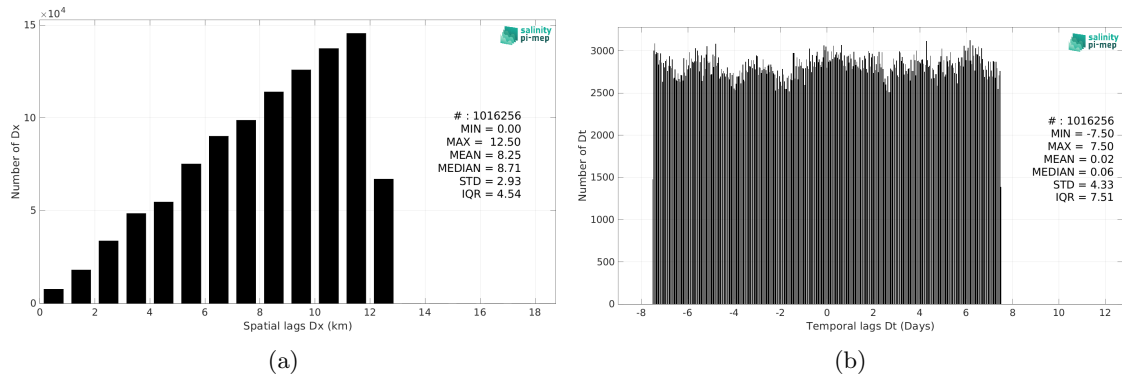 ×10⁴
15
10
5
0
0 2 4 6 8 10 12 14 16 18
Number of Dx
Spatial lags Dx (km)
salinity
pi-mep
# : 1016256
MIN = 0.00
MAX = 12.50
MEAN = 8.25
MEDIAN = 8.71
STD = 2.93
IQR = 4.54
(a)
3000
2500
2000
1500
1000
500
0
-8 -6 -4 -2 0 2 4 6 8 10 12
Number of Dt
Temporal lags Dt (Days)
salinity
pi-mep
# : 1016256
MIN = -7.50
MAX = 7.50
MEAN = 0.02
MEDIAN = 0.06
STD = 4.33
IQR = 7.51
(b)